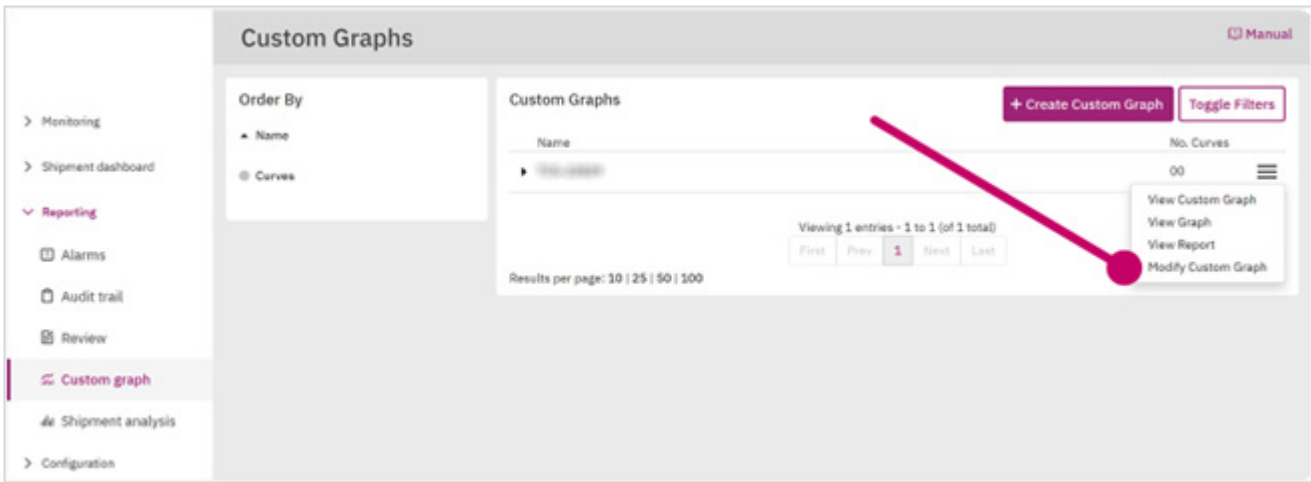 Custom Graphs
Manual
Monitoring
Shipment dashboard
Reporting
Alarms
Audit trail
Review
Custom graph
Shipment analysis
Configuration
Order By
Name
Curves
Custom Graphs
+ Create Custom Graph
Toggle Filters
Name
No. Curves
00
View Custom Graph
View Graph
View Report
Modify Custom Graph
Viewing 1 entries - 1 to 1 (of 1 total)
First Prev 1 Next Last
Results per page: 10 | 25 | 50 | 100